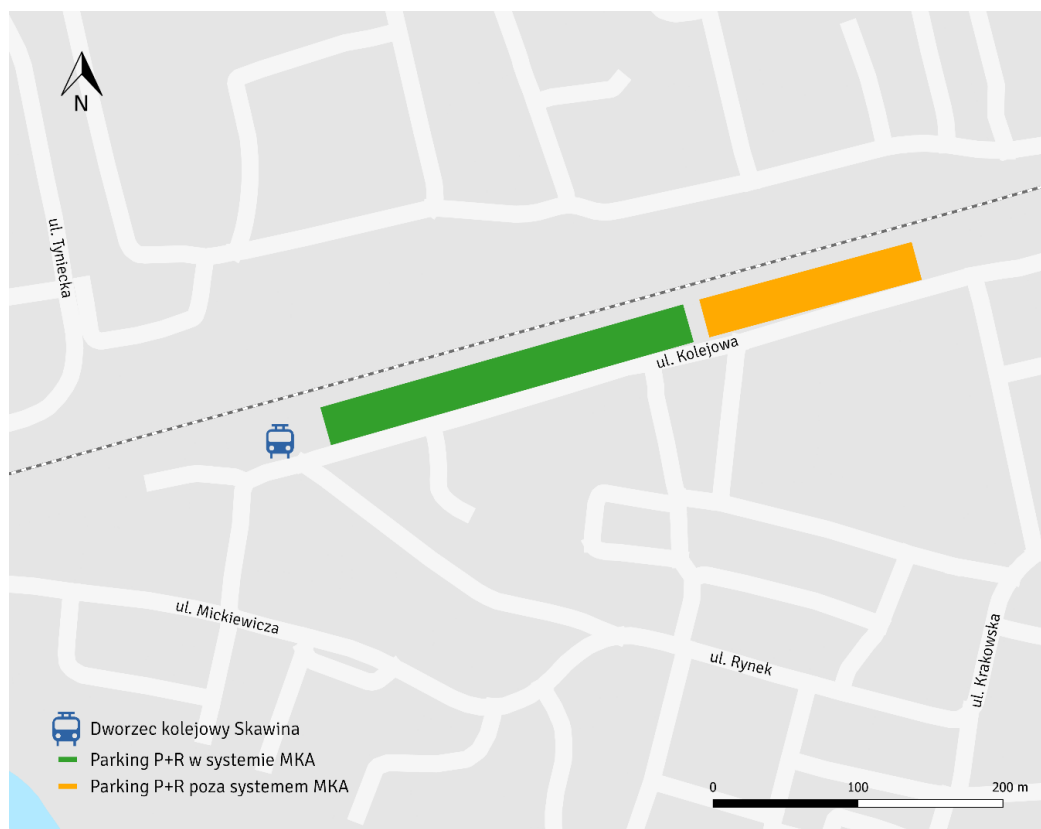 N
ul. Tyniecka
ul. Kolejowa
ul. Mickiewicza
ul. Rynek
ul. Krakowska
Dworzec kolejowy Skawina
Parking P+R w systemie MKA
Parking P+R poza systemem MKA
0 100 200 m